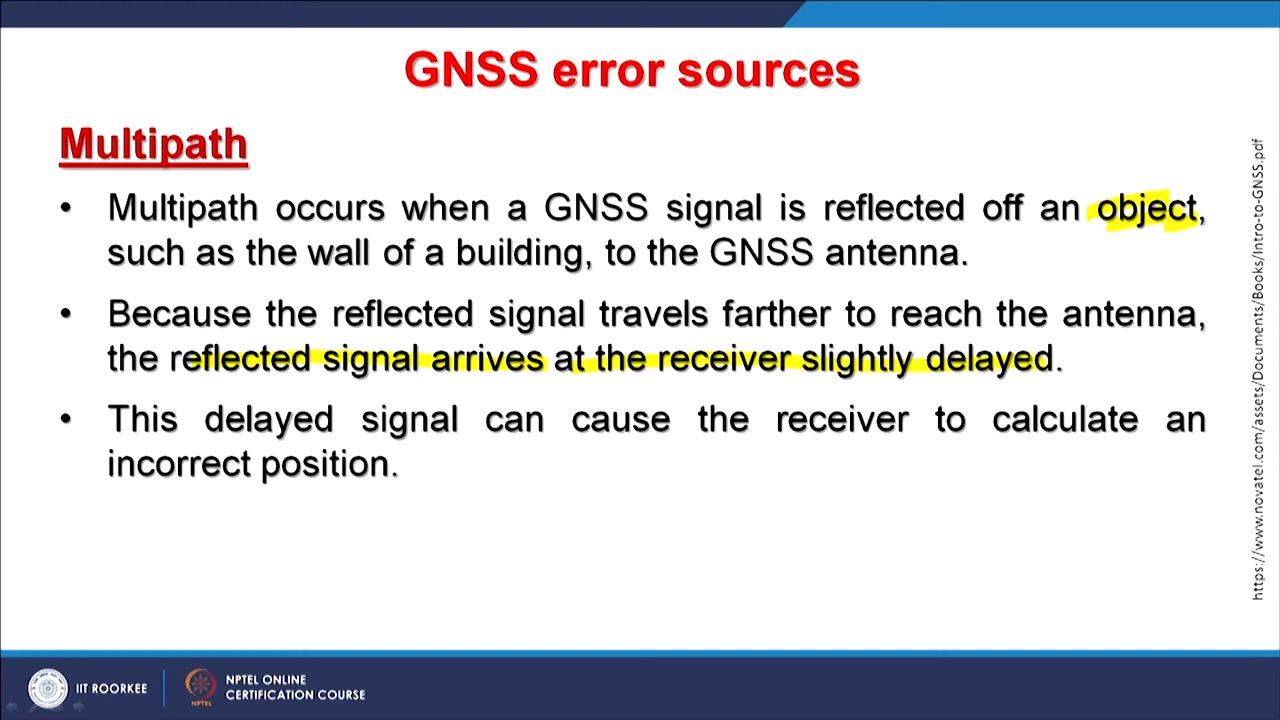 GNSS error sources
Multipath
• Multipath occurs when a GNSS signal is reflected off an object,
such as the wall of a building, to the GNSS antenna.
• Because the reflected signal travels farther to reach the antenna,
the reflected signal arrives at the receiver slightly delayed.
• This delayed signal can cause the receiver to calculate an
incorrect position.
https://www.novatel.com/assets/Documents/Books/Intro-to-GNSS.pdf
IIT ROORKEE
NPTEL
NPTEL ONLINE
CERTIFICATION COURSE